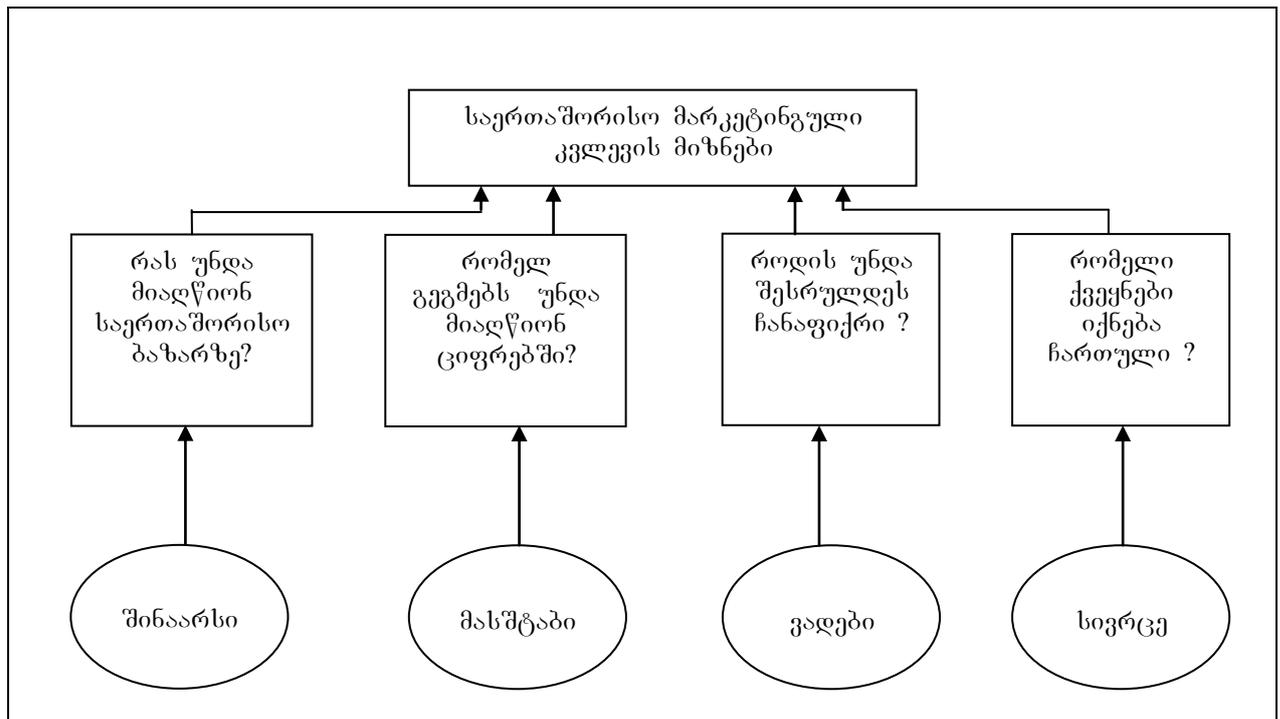 საერთაშორისო მარკეტინგული
კვლევის მიზნები
რას უნდა
მიაღწიონ
საერთაშორისო
ბაზარზე?
რომელ
გეგმებს უნდა
მიაღწიონ
ციფრებში?
როდის უნდა
შესრულდეს
ჩანაფიქრი ?
რომელი
ქვეყნები
იქნება
ჩართული ?
შინაარსი
მასშტაბი
ვადები
სივრცე